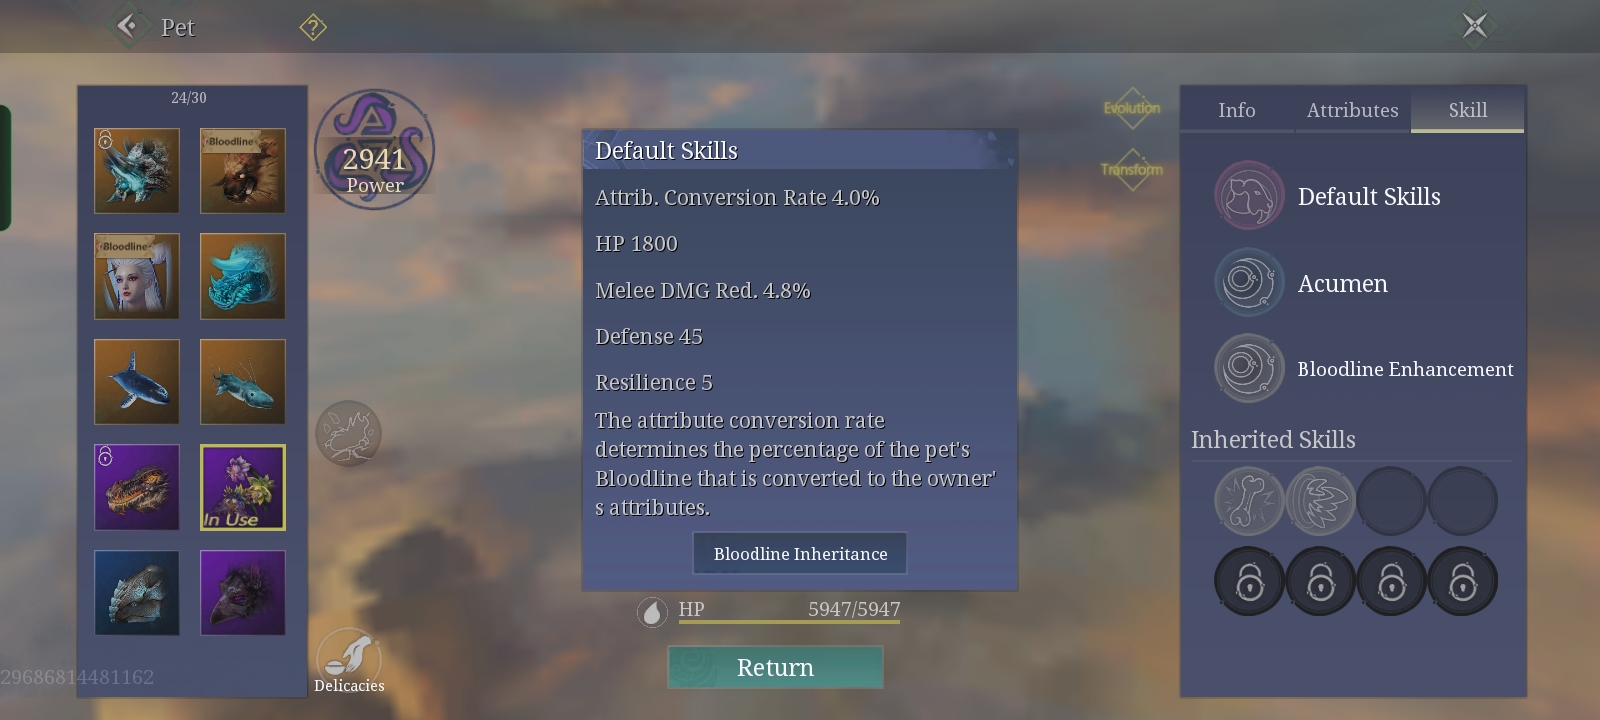 Pet
?
24/30
Bloodline
Bloodline
In Use
2941
Power
Delicacies
29686814481162
Default Skills
Attrib. Conversion Rate 4.0%
HP 1800
Melee DMG Red. 4.8%
Defense 45
Resilience 5
The attribute conversion rate
determines the percentage of the pet's
Bloodline that is converted to the owner'
s attributes.
Bloodline Inheritance
HP 5947/5947
Return
Evolution
Transform
Info Attributes Skill
Default Skills
Acumen
Bloodline Enhancement
Inherited Skills